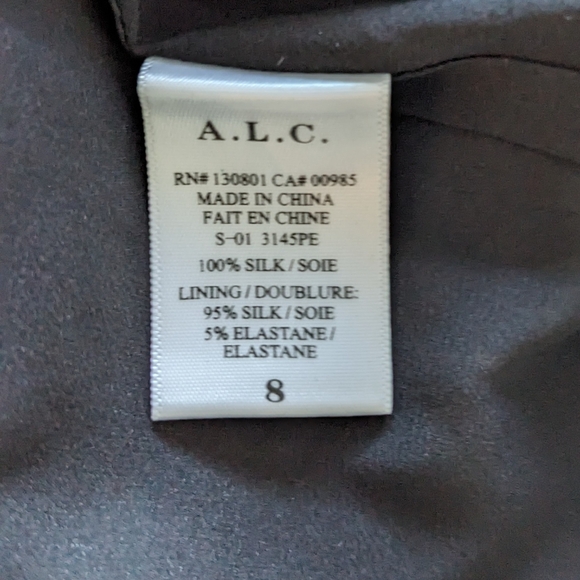 A.L.C.
RN# 130801 CA# 00985
MADE IN CHINA
FAIT EN CHINE
S-01 3145PE
100% SILK / SOIE
LINING / DOUBLURE:
95% SILK / SOIE
5% ELASTANE /
ELASTANE
8